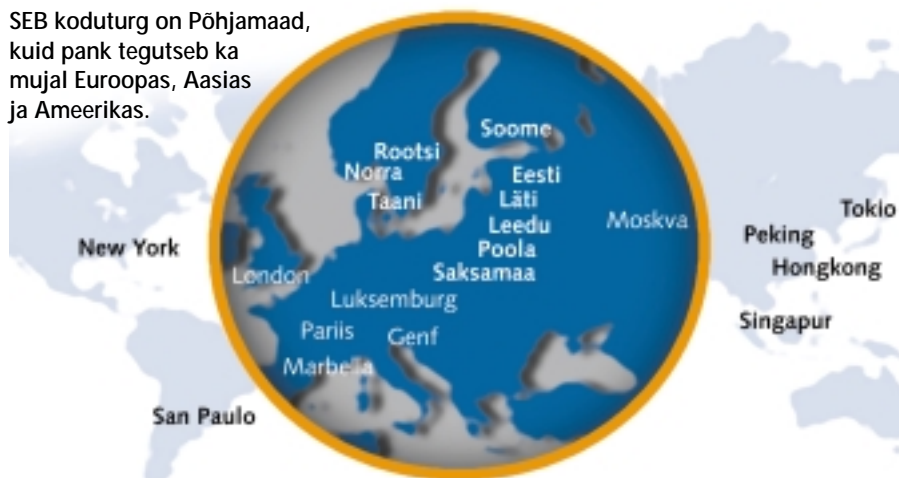 SEB koduturg on Põhjamaad,
kuid pank tegutseb ka
mujal Euroopas, Aasias
ja Ameerikas.
Soome
Rootsi
Norra
Eesti
Taani
Läti
Leedu
Poola
Saksamaa
Moskva
Tokio
Peking
Hongkong
Singapur
New York
London
Luksemburg
Pariis
Genf
Marbella
San Paulo